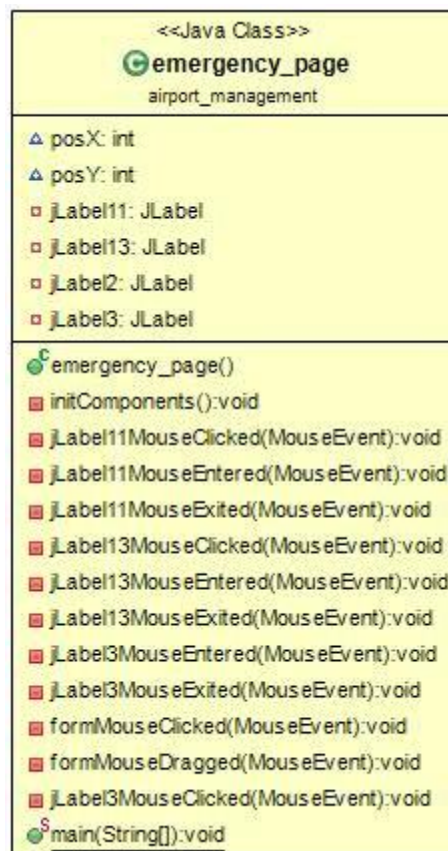 <<Java Class>>
emergency_page
airport_management
posX: int
posY: int
jLabel11: JLabel
jLabel13: JLabel
jLabel2: JLabel
jLabel3: JLabel
emergency_page()
initComponents():void
jLabel11MouseClicked(MouseEvent):void
jLabel11MouseEntered(MouseEvent):void
jLabel11MouseExited(MouseEvent):void
jLabel13MouseClicked(MouseEvent):void
jLabel13MouseEntered(MouseEvent):void
jLabel13MouseExited(MouseEvent):void
jLabel3MouseEntered(MouseEvent):void
jLabel3MouseExited(MouseEvent):void
formMouseClicked(MouseEvent):void
formMouseDragged(MouseEvent):void
jLabel3MouseClicked(MouseEvent):void
main(String[]):void